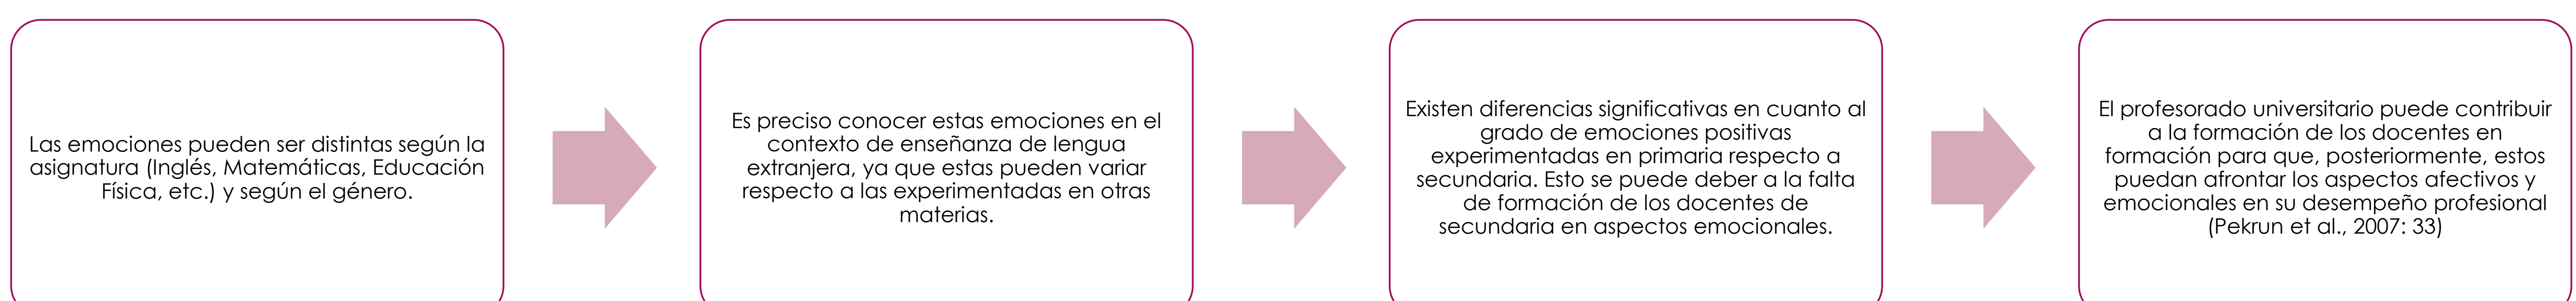 Las emociones pueden ser distintas según la
asignatura (Inglés, Matemáticas, Educación
Física, etc.) y según el género.
Es preciso conocer estas emociones en el
contexto de enseñanza de lengua
extranjera, ya que estas pueden variar
respecto a las experimentadas en otras
materias.
Existen diferencias significativas en cuanto al
grado de emociones positivas
experimentadas en primaria respecto a
secundaria. Esto se puede deber a la falta
de formación de los docentes de
secundaria en aspectos emocionales.
El profesorado universitario puede contribuir
a la formación de los docentes en
formación para que, posteriormente, estos
puedan afrontar los aspectos afectivos y
emocionales en su desempeño profesional
(Pekrun et al., 2007: 33)